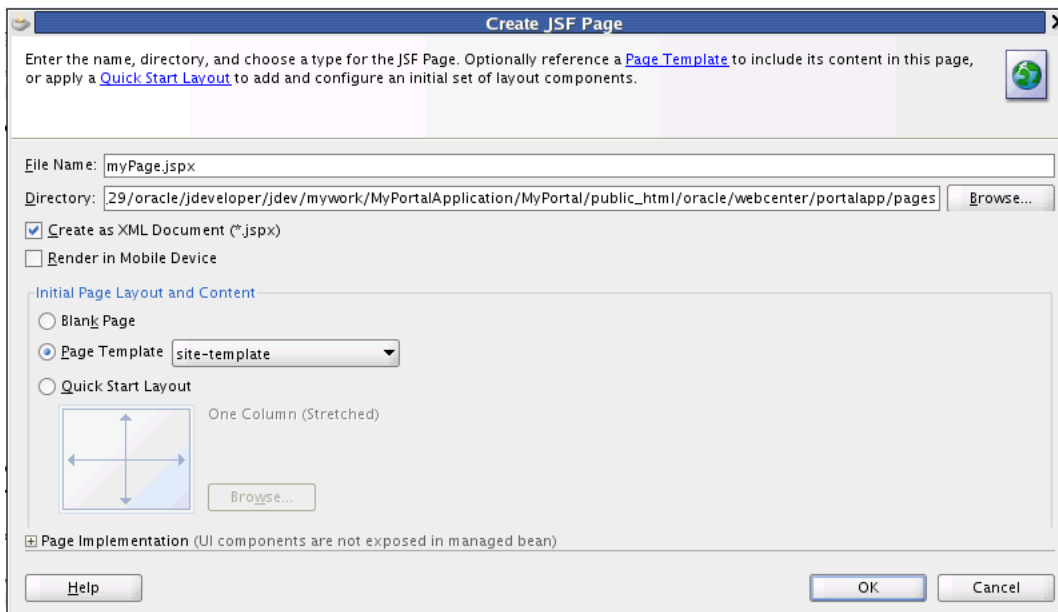 Create JSF Page
Enter the name, directory, and choose a type for the JSF Page. Optionally reference a Page Template to include its content in this page,
or apply a Quick Start Layout to add and configure an initial set of layout components.
File Name: myPage.jspx
Directory: 29/oracle/jdeveloper/jdev/mywork/MyPortalApplication/MyPortal/public_html/oracle/webcenter/portalapp/pages Browse...
Create as XML Document (*.jspx)
Render in Mobile Device
Initial Page Layout and Content
Blank Page
Page Template site-template
Quick Start Layout
One Column (Stretched)
Browse...
Page Implementation (UI components are not exposed in managed bean)
Help OK Cancel